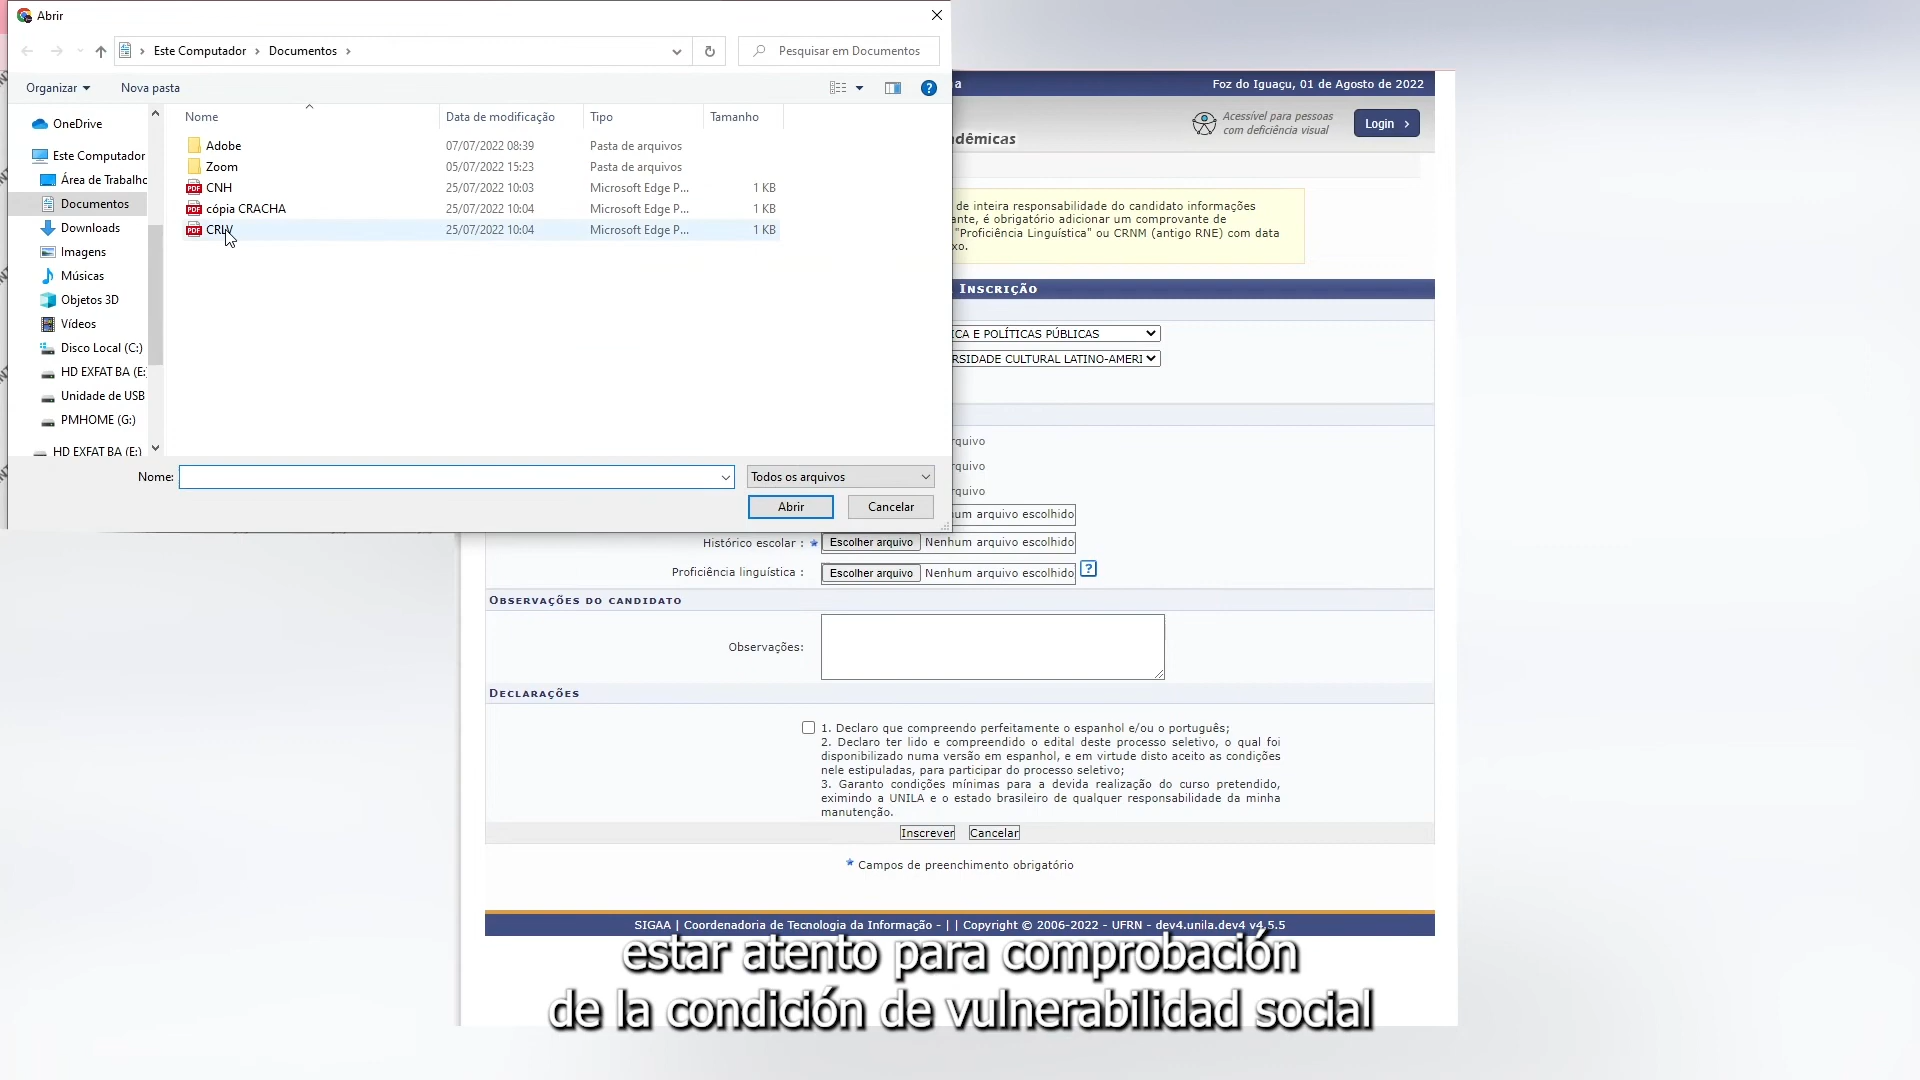 Abrir
Este Computador > Documentos >
Pesquisar em Documentos
Organizar
Nova pasta
OneDrive
Este Computador
Área de Trabalho
Documentos
Downloads
Imagens
Músicas
Objetos 3D
Vídeos
Disco Local (C:)
HD EXFAT BA (E:
Unidade de USB
PMHOME (G:)
HD EXFAT BA (E:)
Nome Data de modificação Tipo Tamanho
Adobe 07/07/2022 08:39 Pasta de arquivos
Zoom 05/07/2022 15:23 Pasta de arquivos
CNH 25/07/2022 10:03 Microsoft Edge P... 1 KB
cópia CRACHA 25/07/2022 10:04 Microsoft Edge P... 1 KB
CRLV 25/07/2022 10:04 Microsoft Edge P... 1 KB
Nome:
Todos os arquivos
Abrir
Cancelar
Foz do Iguaçu, 01 de Agosto de 2022
Acessível para pessoas
com deficiência visual
Login >
dêmicas
de inteira responsabilidade do candidato informações
ante, é obrigatório adicionar um comprovante de
"Proficiência Linguística" ou CRNM (antigo RNE) com data
xo.
Inscrição
ICA E POLÍTICAS PÚBLICAS
RSIDADE CULTURAL LATINO-AMERI
rquivo
rquivo
rquivo
um arquivo escolhido
Histórico escolar : Escolher arquivo Nenhum arquivo escolhido
Proficiência linguística : Escolher arquivo Nenhum arquivo escolhido ?
Observações do candidato
Observações:
Declarações
1. Declaro que compreendo perfeitamente o espanhol e/ou o português;
2. Declaro ter lido e compreendido o edital deste processo seletivo, o qual foi
disponibilizado numa versão em espanhol, e em virtude disto aceito as condições
nele estipuladas, para participar do processo seletivo;
3. Garanto condições mínimas para a devida realização do curso pretendido,
eximindo a UNILA e o estado brasileiro de qualquer responsabilidade da minha
manutenção.
Inscrever Cancelar
* Campos de preenchimento obrigatório
SIGAA | Coordenadoria de Tecnologia da Informação - | | Copyright © 2006-2022 - UFRN - dev4.unila.dev4 v4.5.5
estar atento para comprobación
de la condición de vulnerabilidad social